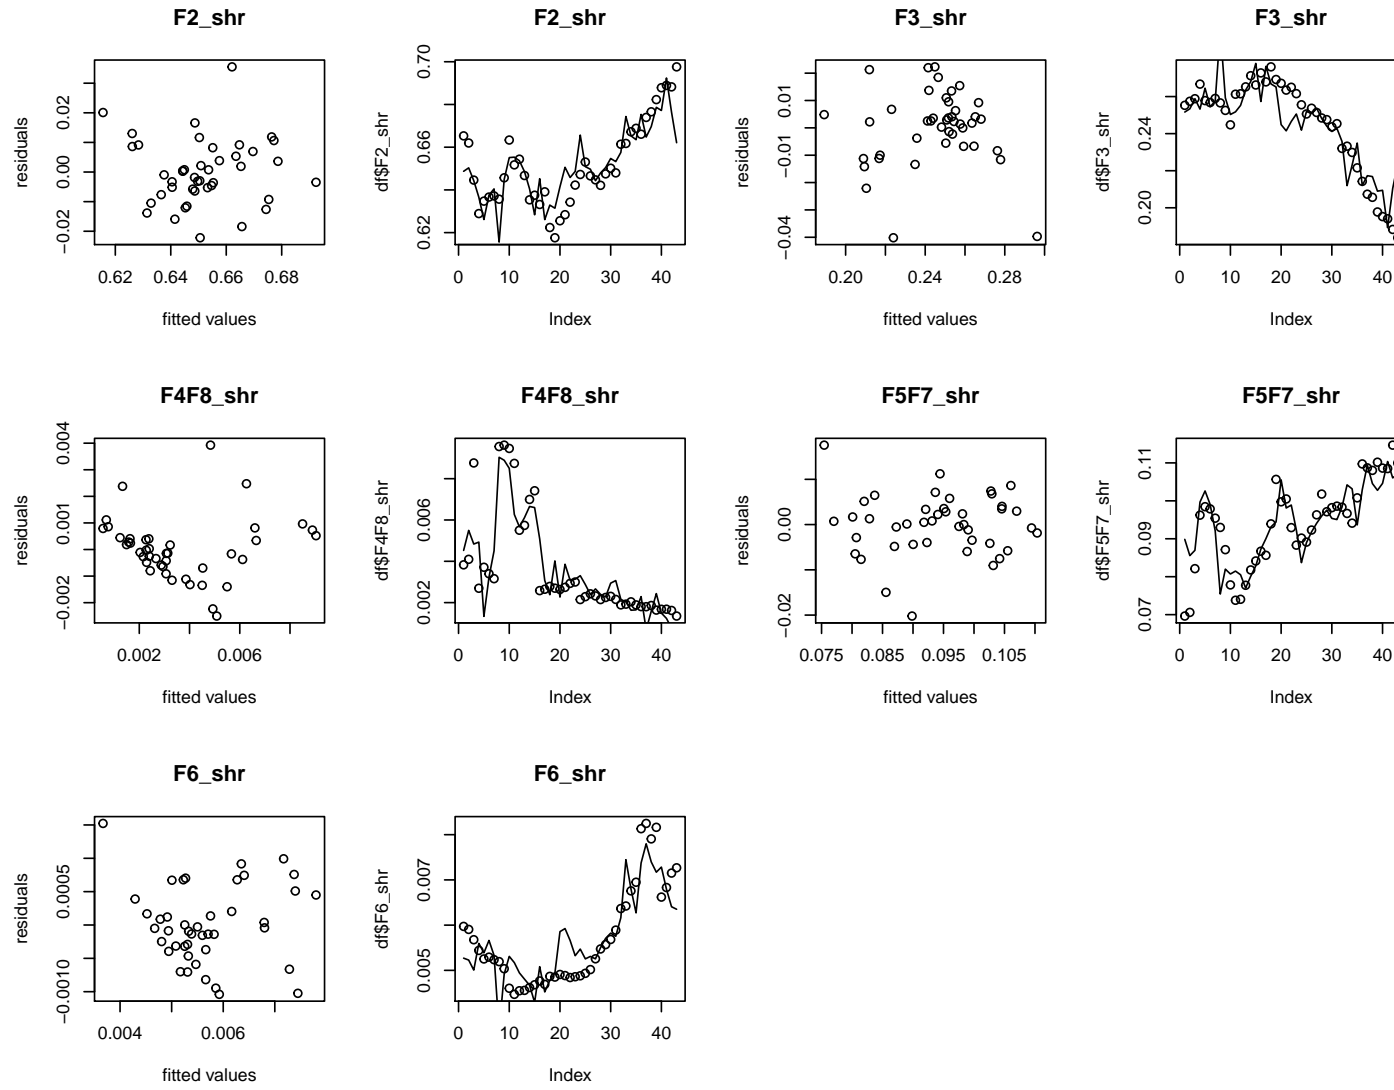 F2_shr
residuals
0.02
0.00
−0.02
0.62 0.64 0.66 0.68
fitted values
F2_shr
df$F2_shr
0.70
0.66
0.62
0 10 20 30 40
Index
F3_shr
residuals
0.01
−0.01
−0.04
0.20 0.24 0.28
fitted values
F3_shr
df$F3_shr
0.24
0.20
0 10 20 30 40
Index
F4F8_shr
residuals
0.004
0.001
−0.002
0.002 0.006
fitted values
F4F8_shr
df$F4F8_shr
0.006
0.002
0 10 20 30 40
Index
F5F7_shr
residuals
0.00
−0.02
0.075 0.085 0.095 0.105
fitted values
F5F7_shr
df$F5F7_shr
0.11
0.09
0.07
0 10 20 30 40
Index
F6_shr
residuals
0.0005
−0.0010
0.004 0.006
fitted values
F6_shr
df$F6_shr
0.007
0.005
0 10 20 30 40
Index